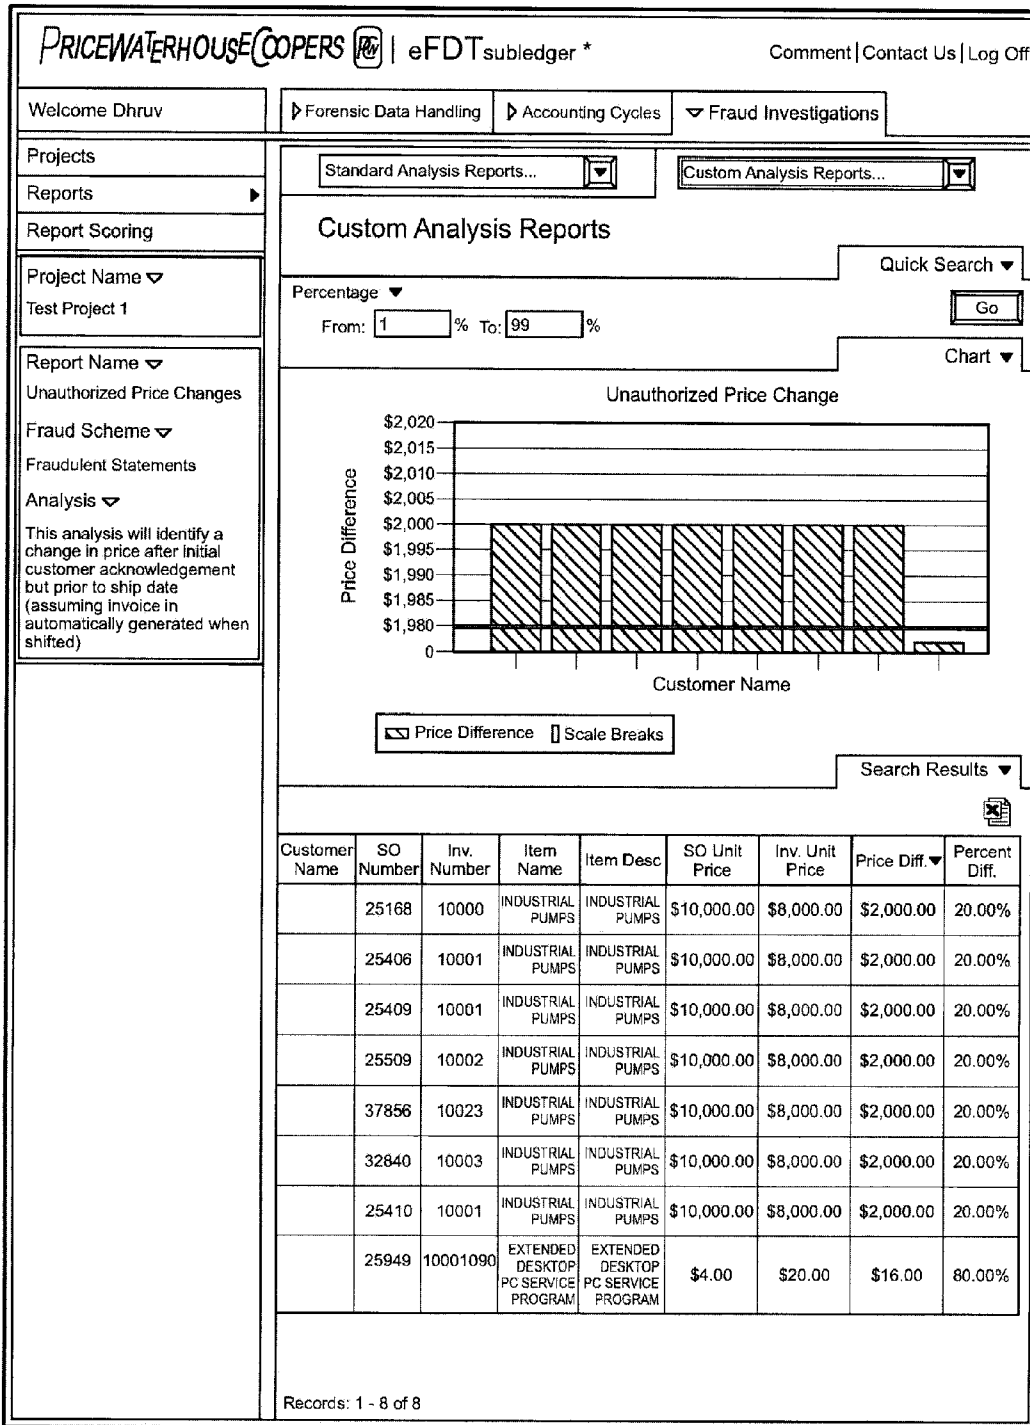 PRICEWATERHOUSECOOPERS PWC | eFDTsubledger *
Comment | Contact Us | Log Off
Welcome Dhruv
Forensic Data Handling
Accounting Cycles
Fraud Investigations
Projects
Reports
Report Scoring
Project Name
Test Project 1
Report Name
Unauthorized Price Changes
Fraud Scheme
Fraudulent Statements
Analysis
This analysis will identify a
change in price after initial
customer acknowledgement
but prior to ship date
(assuming invoice in
automatically generated when
shifted)
Standard Analysis Reports...
Custom Analysis Reports...
Custom Analysis Reports
Quick Search
Percentage
From: 1 % To: 99 %
Go
Chart
Unauthorized Price Change
Price Difference
$2,020
$2,015
$2,010
$2,005
$2,000
$1,995
$1,990
$1,985
$1,980
0
Customer Name
Price Difference Scale Breaks
Search Results
Customer Name SO Number Inv. Number Item Name Item Desc SO Unit Price Inv. Unit Price Price Diff. Percent Diff.
25168 10000 INDUSTRIAL PUMPS INDUSTRIAL PUMPS $10,000.00 $8,000.00 $2,000.00 20.00%
25406 10001 INDUSTRIAL PUMPS INDUSTRIAL PUMPS $10,000.00 $8,000.00 $2,000.00 20.00%
25409 10001 INDUSTRIAL PUMPS INDUSTRIAL PUMPS $10,000.00 $8,000.00 $2,000.00 20.00%
25509 10002 INDUSTRIAL PUMPS INDUSTRIAL PUMPS $10,000.00 $8,000.00 $2,000.00 20.00%
37856 10023 INDUSTRIAL PUMPS INDUSTRIAL PUMPS $10,000.00 $8,000.00 $2,000.00 20.00%
32840 10003 INDUSTRIAL PUMPS INDUSTRIAL PUMPS $10,000.00 $8,000.00 $2,000.00 20.00%
25410 10001 INDUSTRIAL PUMPS INDUSTRIAL PUMPS $10,000.00 $8,000.00 $2,000.00 20.00%
25949 10001090 EXTENDED DESKTOP PC SERVICE PROGRAM EXTENDED DESKTOP PC SERVICE PROGRAM $4.00 $20.00 $16.00 80.00%
Records: 1 - 8 of 8